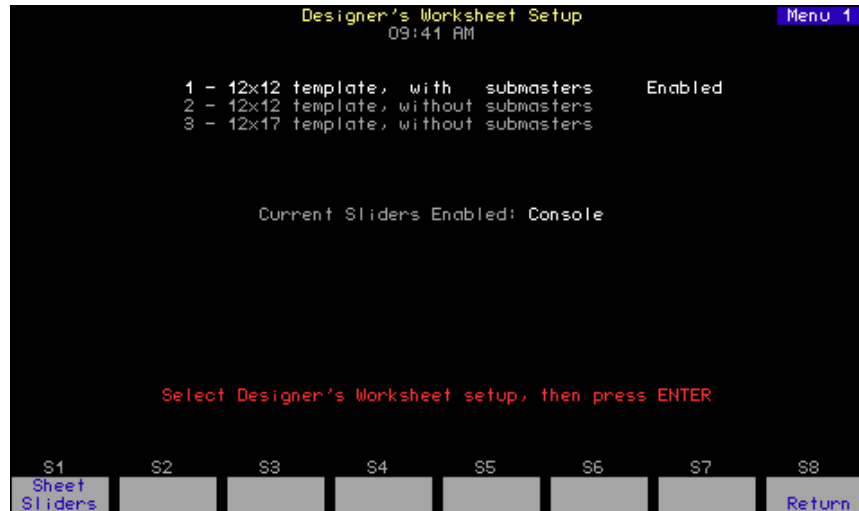 Designer's Worksheet Setup Menu 1
09:41 AM
1 - 12x12 template, with submasters Enabled
2 - 12x12 template, without submasters
3 - 12x17 template, without submasters
Current Sliders Enabled: Console
Select Designer's Worksheet setup, then press ENTER
S1 S2 S3 S4 S5 S6 S7 S8
Sheet
Sliders Return